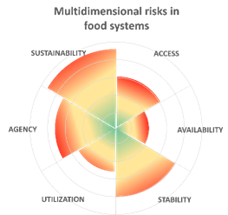 Multidimensional risks in
food systems
SUSTAINABILITY
ACCESS
AGENCY
AVAILABILITY
UTILIZATION
STABILITY